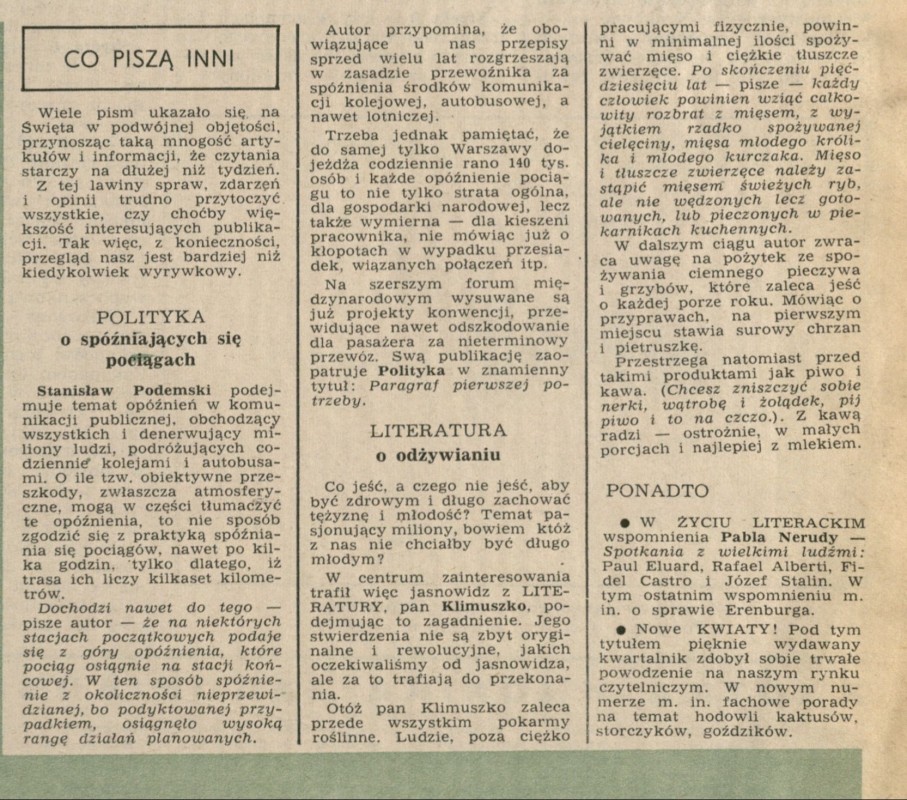 CO PISZĄ INNI
Wiele pism ukazało się na
Święta w podwójnej objętości,
przynosząc taką mnogość arty-
kułów i informacji, że czytania
starczy na dłużej niż tydzień.
Z tej lawiny spraw, zdarzeń
i opinii trudno przytoczyć
wszystkie, czy choćby więk-
szość interesujących publika-
cji. Tak więc, z konieczności,
przegląd nasz jest bardziej niż
kiedykolwiek wyrywkowy.
POLITYKA
o spóźniających się
pociągach
Stanisław Podemski podej-
muje temat opóźnień w komu-
nikacji publicznej, obchodzący
wszystkich i denerwujący mi-
liony ludzi, podróżujących co-
dziennie kolejami i autobusa-
mi. O ile tzw. obiektywne prze-
szkody, zwłaszcza atmosfery-
czne, mogą w części tłumaczyć
te opóźnienia, to nie sposób
zgodzić się z praktyką spóźnia-
nia się pociągów, nawet po kil-
ka godzin, tylko dlatego, iż
trasa ich liczy kilkaset kilome-
trów.
Dochodzi nawet do tego —
pisze autor — że na niektórych
stacjach początkowych podaje
się z góry opóźnienia, które
pociąg osiągnie na stacji koń-
cowej. W ten sposób spóźnie-
nie z okoliczności nieprzewi-
dzianej, bo podyktowanej przy-
padkiem, osiągnęło wysoką
rangę działań planowanych.
Autor przypomina, że obo-
wiązujące u nas przepisy
sprzed wielu lat rozgrzeszają
w zasadzie przewoźnika za
spóźnienia środków komunika-
cji kolejowej, autobusowej, a
nawet lotniczej.
Trzeba jednak pamiętać, że
do samej tylko Warszawy do-
jeżdża codziennie rano 140 tys.
osób i każde opóźnienie pocią-
gu to nie tylko strata ogólna,
dla gospodarki narodowej, lecz
także wymierna — dla kieszeni
pracownika, nie mówiąc już o
kłopotach w wypadku przesia-
dek, wiązanych połączeń itp.
Na szerszym forum mię-
dzynarodowym wysuwane są
już projekty konwencji, prze-
widujące nawet odszkodowanie
dla pasażera za nieterminowy
przewóz. Swą publikację zao-
patruje Polityka w znamienny
tytuł: Paragraf pierwszej po-
trzeby.
LITERATURA
o odżywianiu
Co jeść, a czego nie jeść, aby
być zdrowym i długo zachować
tężyznę i młodość? Temat pa-
sjonujący miliony, bowiem któż
z nas nie chciałby być długo
młodym?
W centrum zainteresowania
trafił więc jasnowidz z LITE-
RATURY, pan Klimuszko, po-
dejmując to zagadnienie. Jego
stwierdzenia nie są zbyt orygi-
nalne i rewolucyjne, jakich
oczekiwaliśmy od jasnowidza,
ale za to trafiają do przekona-
nia.
Otóż pan Klimuszko zaleca
przede wszystkim pokarmy
roślinne. Ludzie, poza ciężko
pracującymi fizycznie, powin-
ni w minimalnej ilości spoży-
wać mięso i ciężkie tłuszcze
zwierzęce. Po skończeniu pięć-
dziesięciu lat — pisze — każdy
człowiek powinien wziąć całko-
wity rozbrat z mięsem, z wy-
jątkiem rzadko spożywanej
cielęciny, mięsa młodego króli-
ka i młodego kurczaka. Mięso
i tłuszcze zwierzęce należy za-
stąpić mięsem świeżych ryb,
ale nie wędzonych lecz goto-
wanych, lub pieczonych w pie-
karnikach kuchennych.
W dalszym ciągu autor zwra-
ca uwagę na pożytek ze spo-
żywania ciemnego pieczywa
i grzybów, które zaleca jeść
o każdej porze roku. Mówiąc o
przyprawach, na pierwszym
miejscu stawia surowy chrzan
i pietruszkę.
Przestrzega natomiast przed
takimi produktami jak piwo i
kawa. (Chcesz zniszczyć sobie
nerki, wątrobę i żołądek, pij
piwo i to na czczo.). Z kawą
radzi — ostrożnie, w małych
porcjach i najlepiej z mlekiem.
PONADTO
● W ŻYCIU LITERACKIM
wspomnienia Pabla Nerudy —
Spotkania z wielkimi ludźmi:
Paul Eluard, Rafael Alberti, Fi-
del Castro i Józef Stalin. W
tym ostatnim wspomnieniu m.
in. o sprawie Erenburga.
● Nowe KWIATY! Pod tym
tytułem pięknie wydawany
kwartalnik zdobył sobie trwałe
powodzenie na naszym rynku
czytelniczym. W nowym nu-
merze m. in. fachowe porady
na temat hodowli kaktusów,
storczyków, goździków.